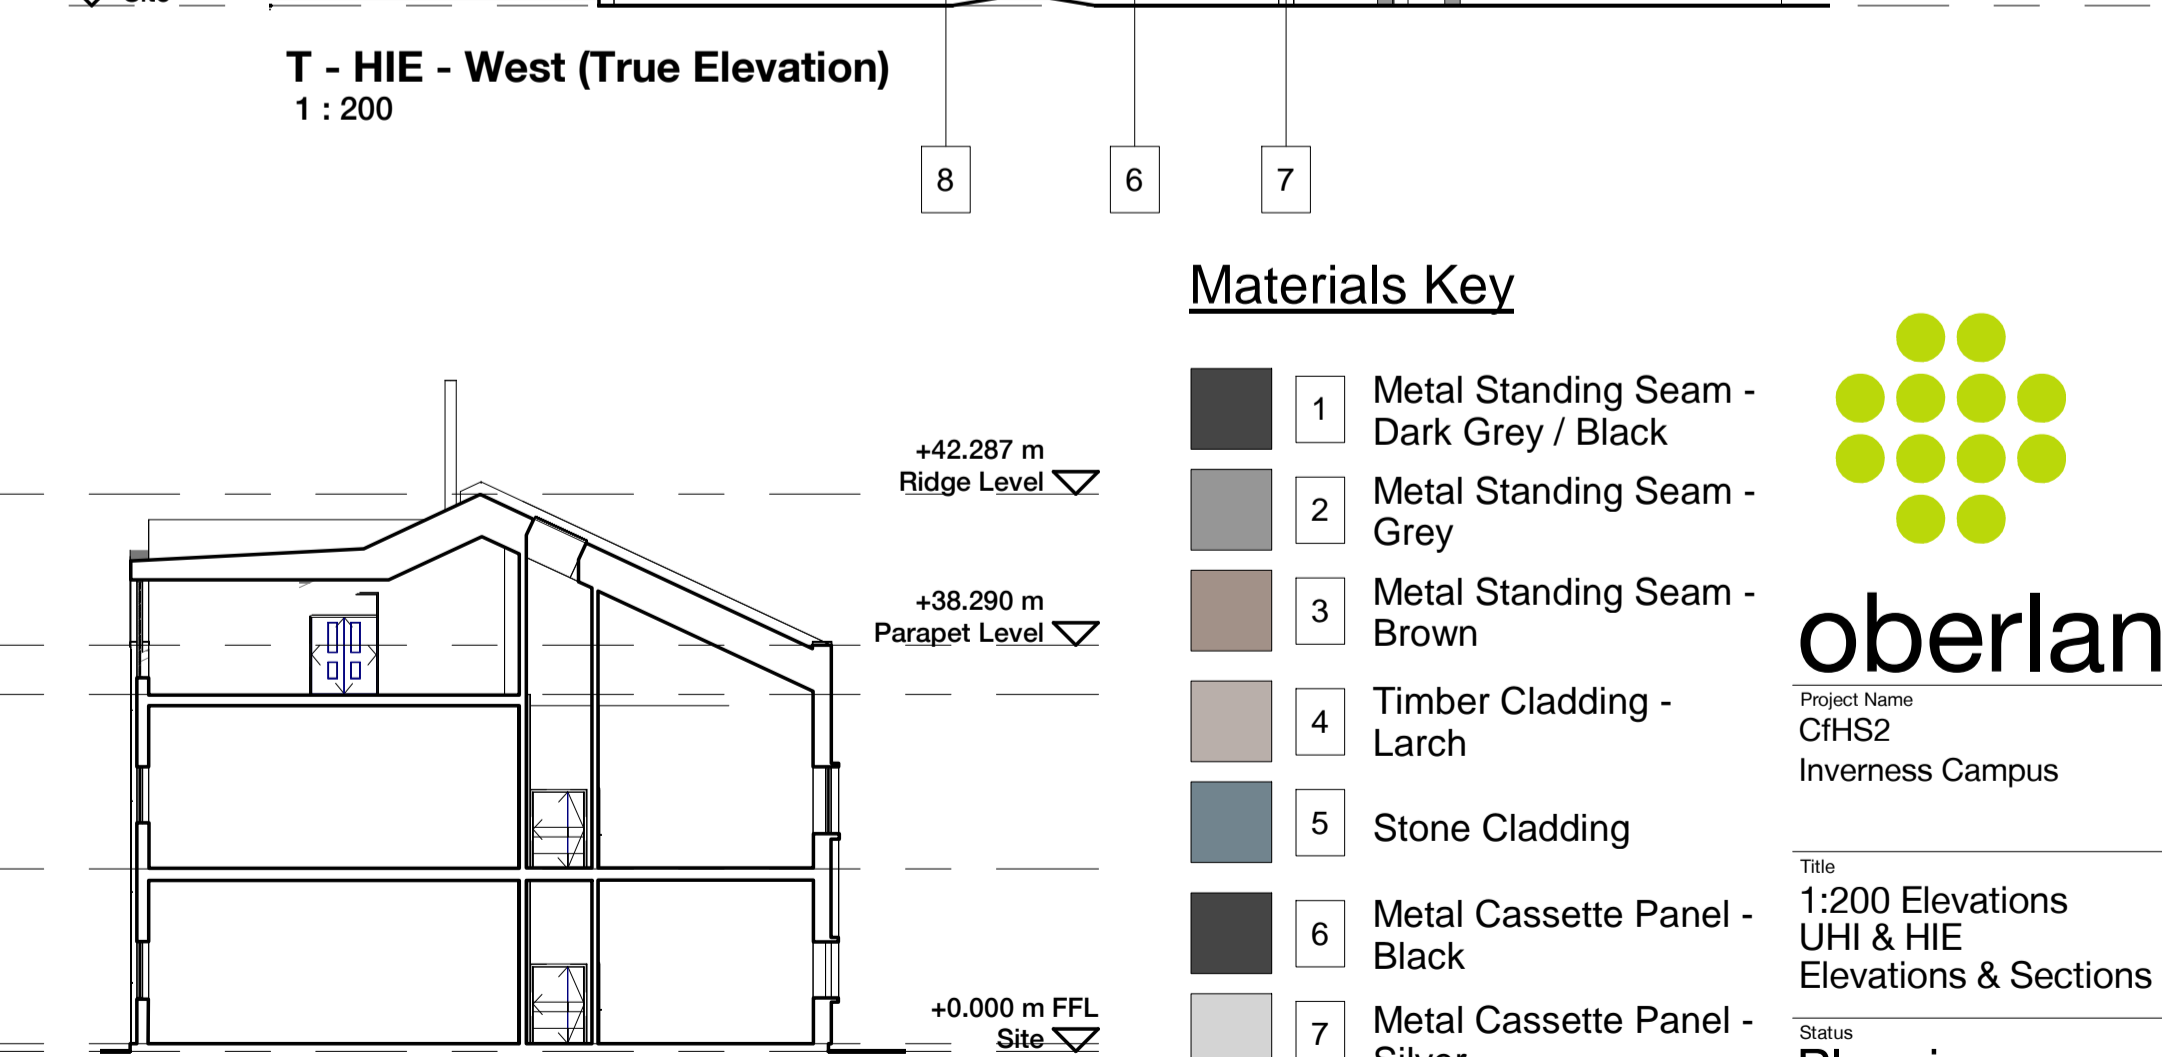 Site
T - HIE - West (True Elevation)
1 : 200
8
6
7
Materials Key
+42.287 m
Ridge Level
+38.290 m
Parapet Level
+0.000 m FFL
Site
1
Metal Standing Seam -
Dark Grey / Black
2
Metal Standing Seam -
Grey
3
Metal Standing Seam -
Brown
4
Timber Cladding -
Larch
5
Stone Cladding
6
Metal Cassette Panel -
Black
7
Metal Cassette Panel -
Silver
oberlan
Project Name
CfHS2
Inverness Campus
Title
1:200 Elevations
UHI & HIE
Elevations & Sections
Status